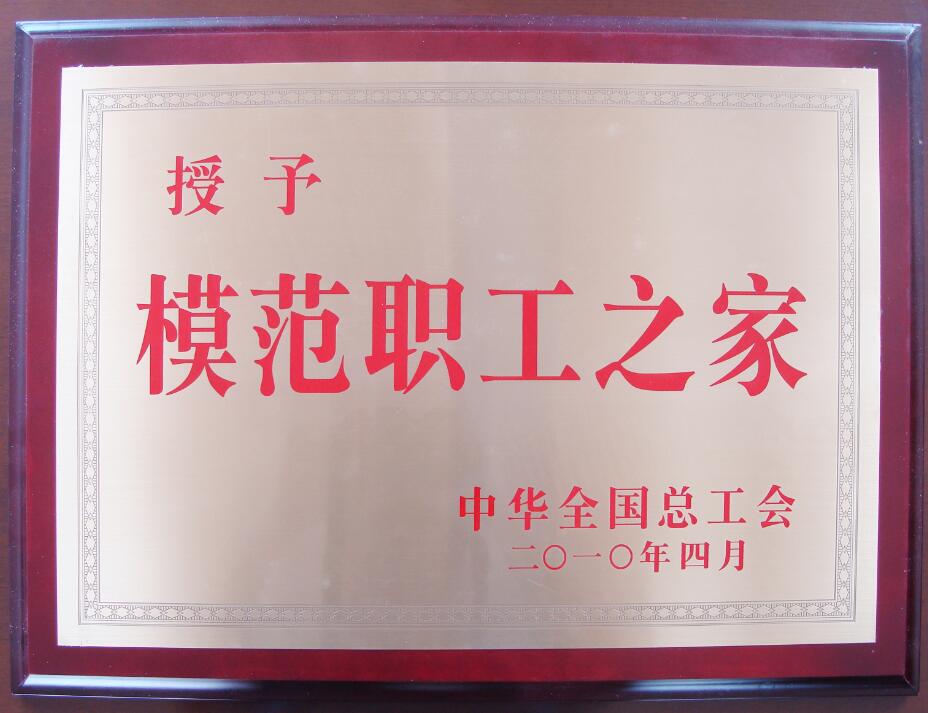 授予
模范职工之家
中华全国总工会
二〇一〇年四月